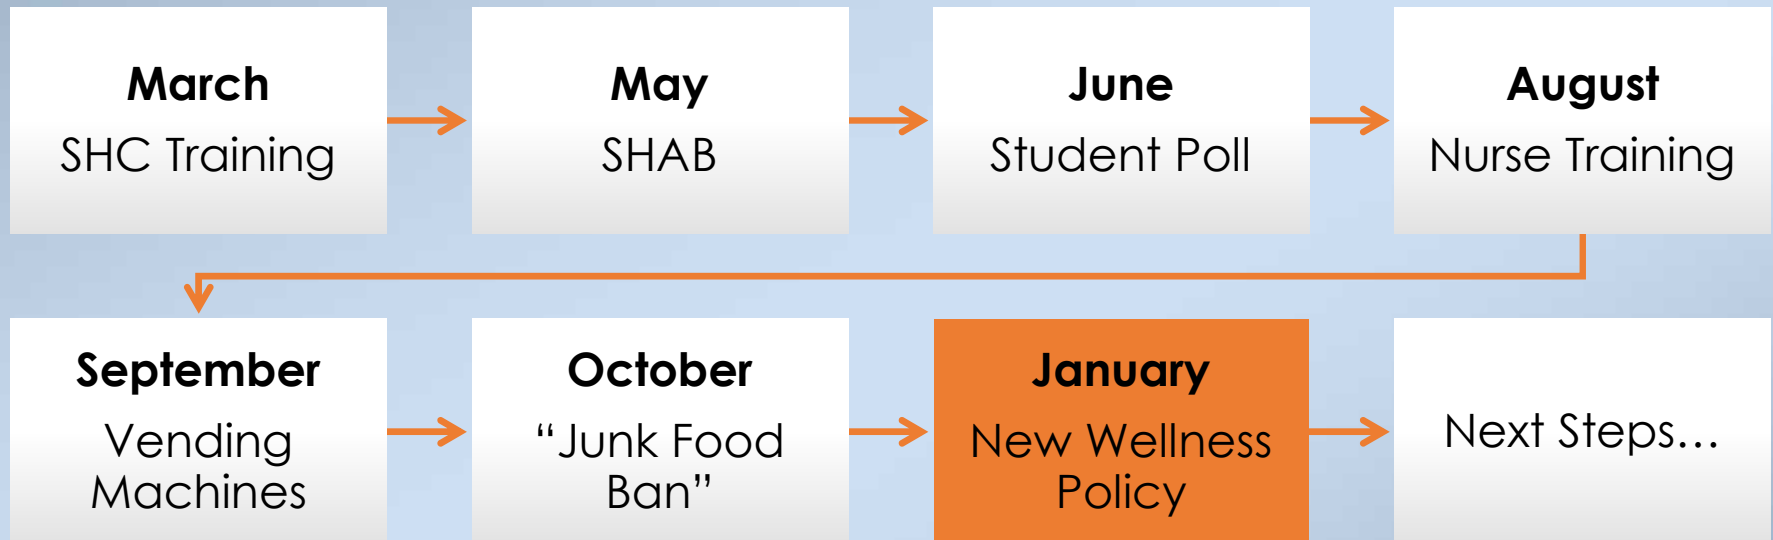 March
SHC Training
May
SHAB
June
Student Poll
August
Nurse Training
September
Vending
Machines
October
“Junk Food
Ban”
January
New Wellness
Policy
Next Steps…